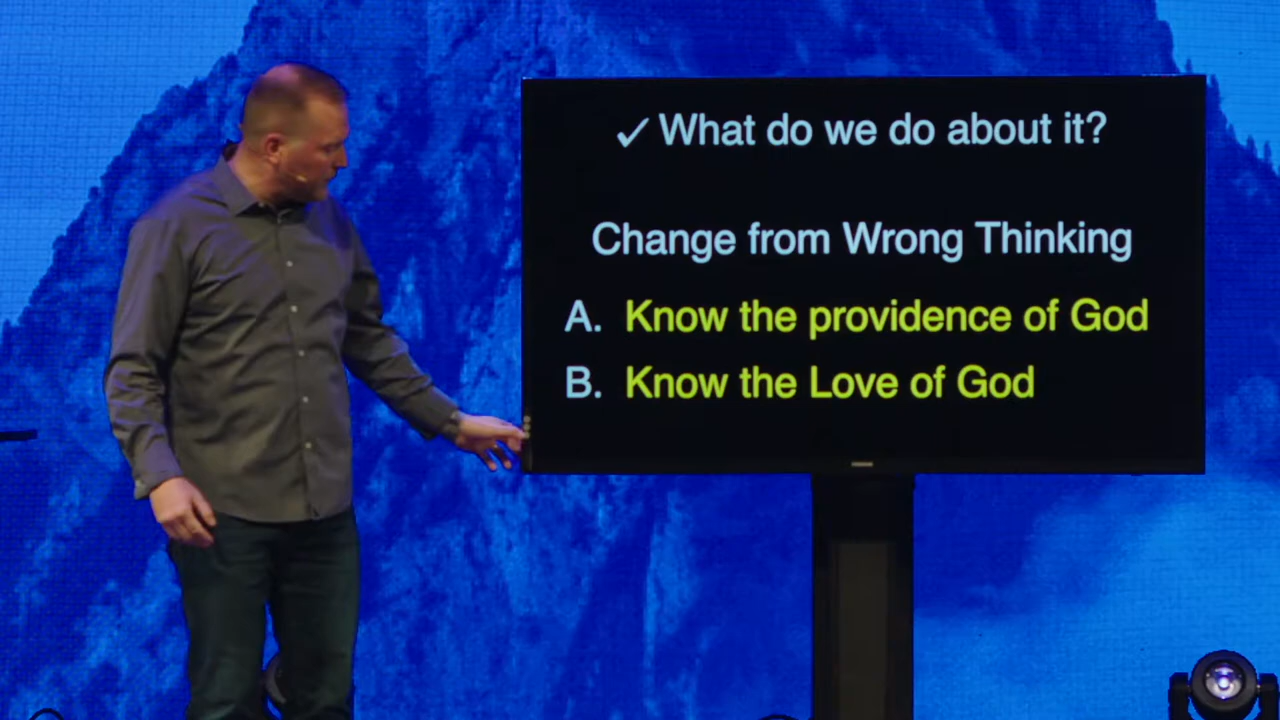 ✓ What do we do about it?
Change from Wrong Thinking
A. Know the providence of God
B. Know the Love of God